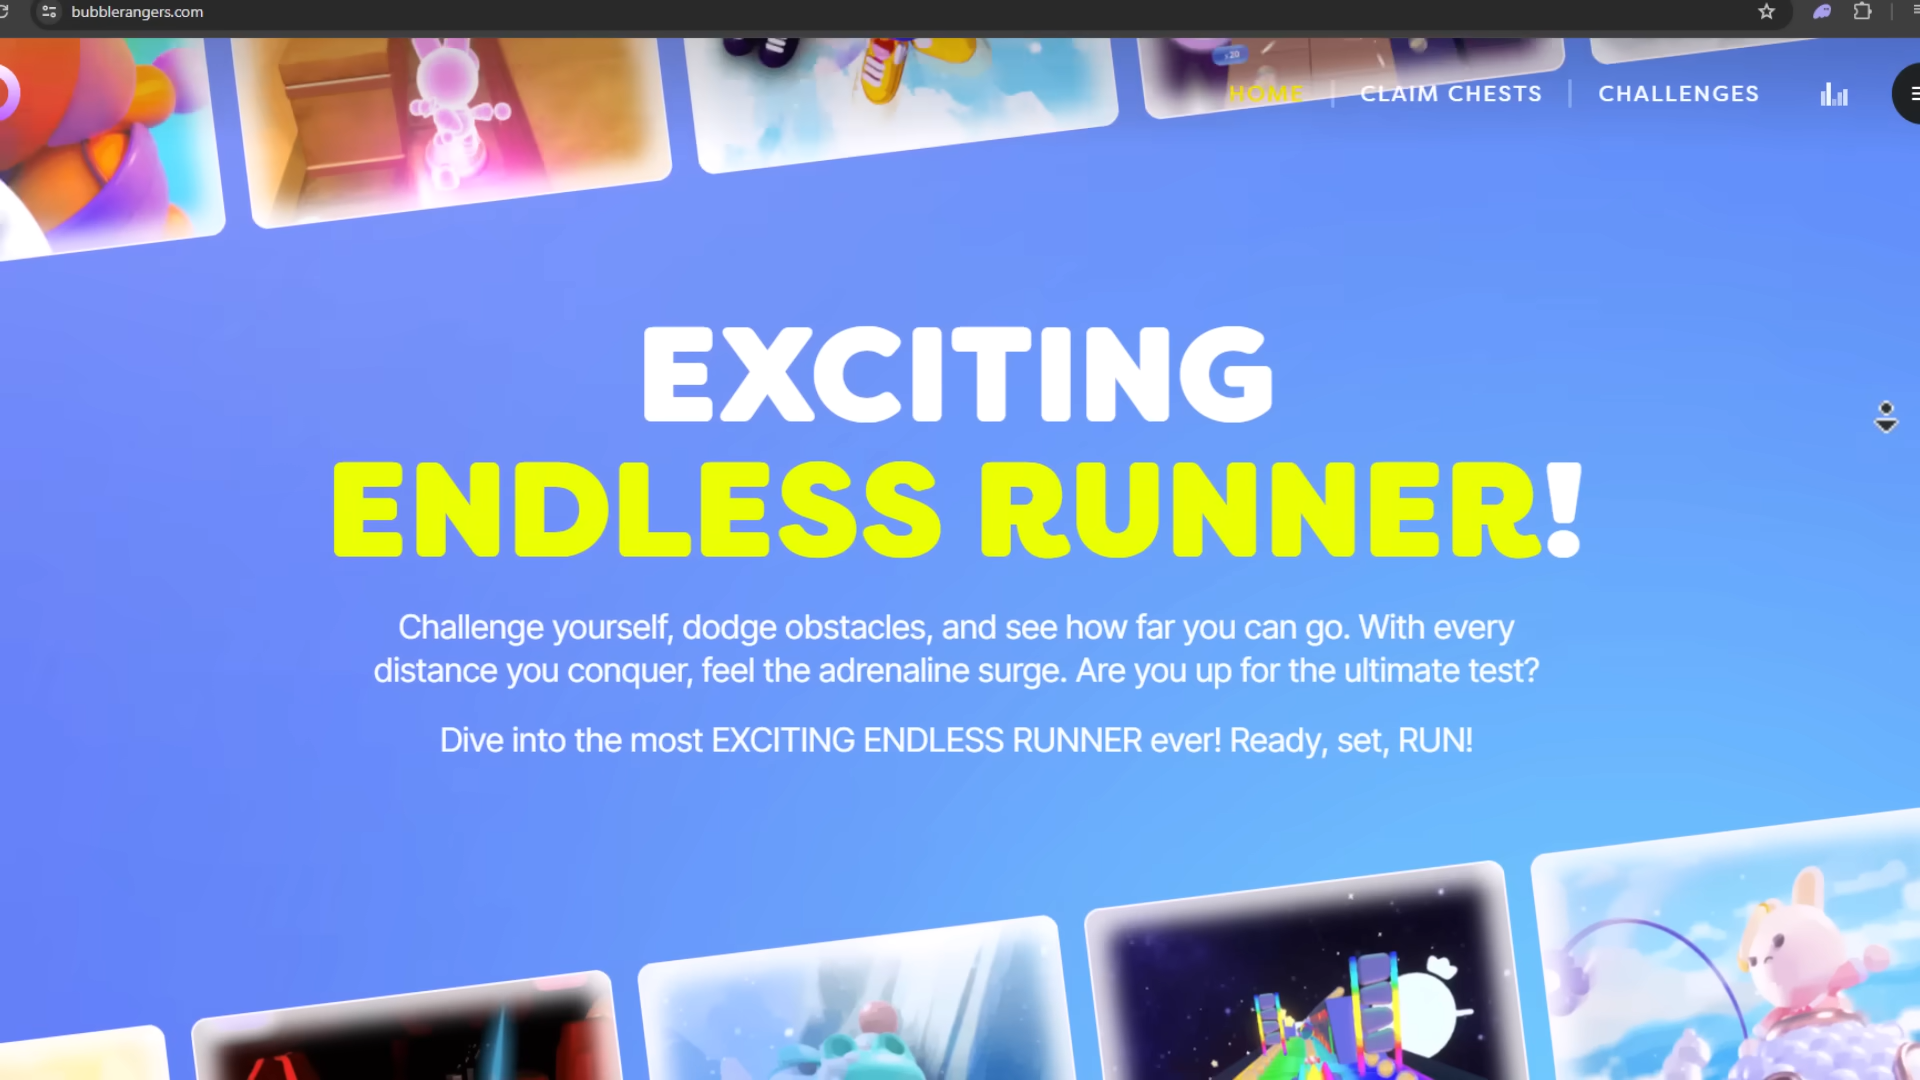 bubblerangers.com
x20
HOME
CLAIM CHESTS
CHALLENGES
EXCITING
ENDLESS RUNNER!
Challenge yourself, dodge obstacles, and see how far you can go. With every
distance you conquer, feel the adrenaline surge. Are you up for the ultimate test?
Dive into the most EXCITING ENDLESS RUNNER ever! Ready, set, RUN!